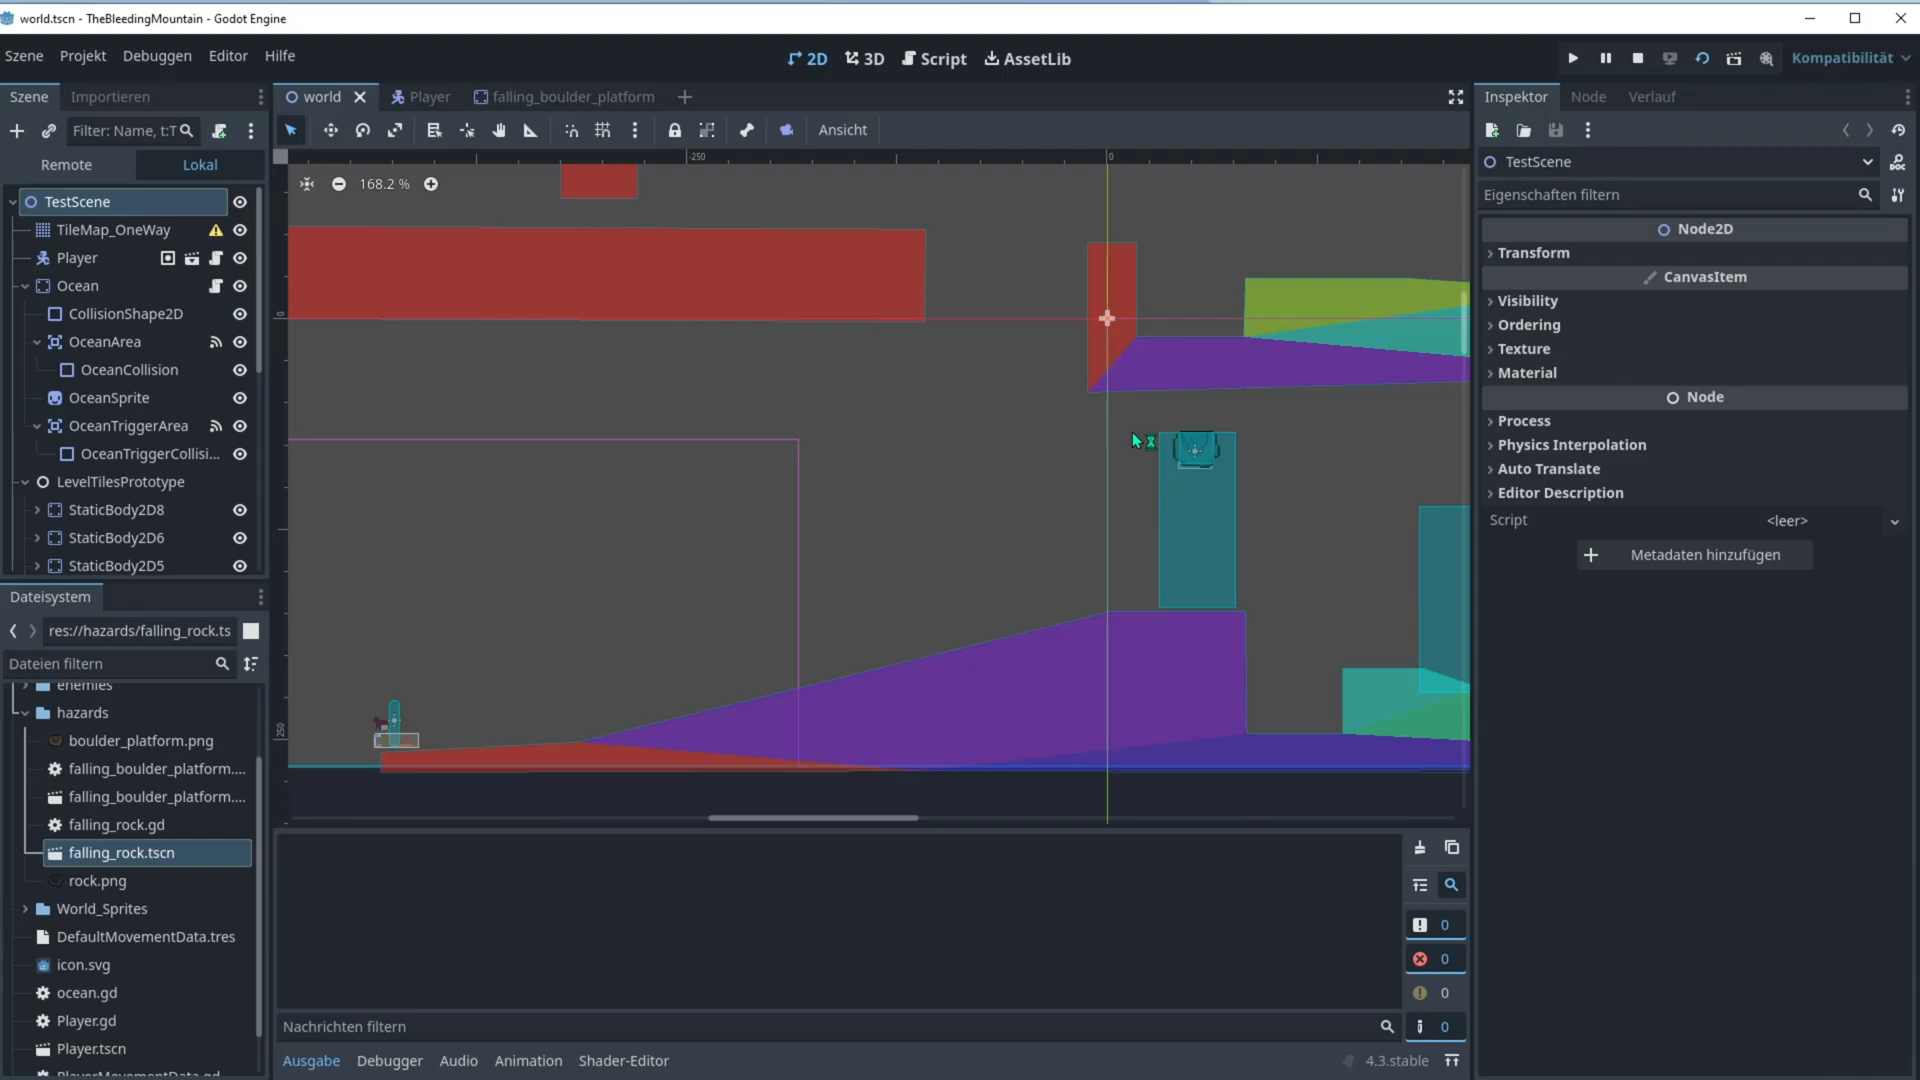 world.tscn - TheBleedingMountain - Godot Engine
Szene Projekt Debuggen Editor Hilfe
2D 3D Script AssetLib
Kompatibilität
Szene Importieren
world Player falling_boulder_platform
Inspektor Node Verlauf
Filter: Name, t:T
Ansicht
Remote Lokal
-250 0
TestScene
168.2 %
Eigenschaften filtern
TestScene
TileMap_OneWay
Player
Ocean
CollisionShape2D
OceanArea
OceanCollision
OceanSprite
OceanTriggerArea
OceanTriggerCollisi...
LevelTilesPrototype
StaticBody2D8
StaticBody2D6
StaticBody2D5
0
250
Node2D
Transform
CanvasItem
Visibility
Ordering
Texture
Material
Node
Process
Physics Interpolation
Auto Translate
Editor Description
Script <leer>
Metadaten hinzufügen
Dateisystem
res://hazards/falling_rock.ts
Dateien filtern
enemies
hazards
boulder_platform.png
falling_boulder_platform....
falling_boulder_platform....
falling_rock.gd
falling_rock.tscn
rock.png
World_Sprites
DefaultMovementData.tres
icon.svg
ocean.gd
Player.gd
Player.tscn
PlayerMovementData.gd
0
0
0
0
Nachrichten filtern
Ausgabe Debugger Audio Animation Shader-Editor
4.3.stable